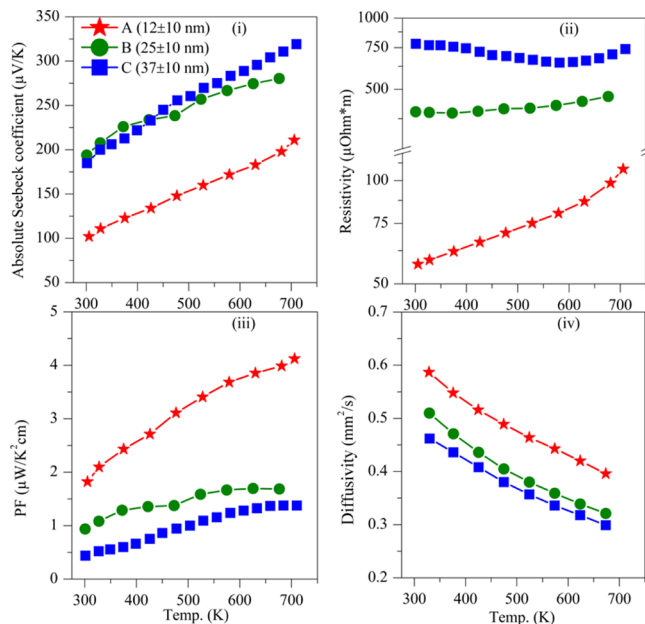 A (12±10 nm)
B (25±10 nm)
C (37±10 nm)
(i)
Absolute Seebeck coefficient (µV/K)
350
300
250
200
150
100
50
300 400 500 600 700
(ii)
Resistivity (µOhm*m)
1000
750
500
100
75
50
300 400 500 600 700
(iii)
PF (µW/K²cm)
5
4
3
2
1
0
300 400 500 600 700
Temp. (K)
(iv)
Diffusivity (mm²/s)
0.7
0.6
0.5
0.4
0.3
0.2
300 400 500 600 700
Temp. (K)